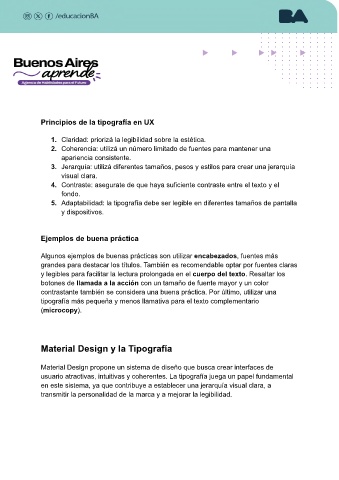 /educacionBA
BA
Buenos Aires
aprende
Agencia de Habilidades para el Futuro
Principios de la tipografía en UX
1. Claridad: priorizá la legibilidad sobre la estética.
2. Coherencia: utilizá un número limitado de fuentes para mantener una
apariencia consistente.
3. Jerarquía: utilizá diferentes tamaños, pesos y estilos para crear una jerarquía
visual clara.
4. Contraste: asegurate de que haya suficiente contraste entre el texto y el
fondo.
5. Adaptabilidad: la tipografía debe ser legible en diferentes tamaños de pantalla
y dispositivos.
Ejemplos de buena práctica
Algunos ejemplos de buenas prácticas son utilizar encabezados, fuentes más
grandes para destacar los títulos. También es recomendable optar por fuentes claras
y legibles para facilitar la lectura prolongada en el cuerpo del texto. Resaltar los
botones de llamada a la acción con un tamaño de fuente mayor y un color
contrastante también se considera una buena práctica. Por último, utilizar una
tipografía más pequeña y menos llamativa para el texto complementario
(microcopy).
Material Design y la Tipografía
Material Design propone un sistema de diseño que busca crear interfaces de
usuario atractivas, intuitivas y coherentes. La tipografía juega un papel fundamental
en este sistema, ya que contribuye a establecer una jerarquía visual clara, a
transmitir la personalidad de la marca y a mejorar la legibilidad.